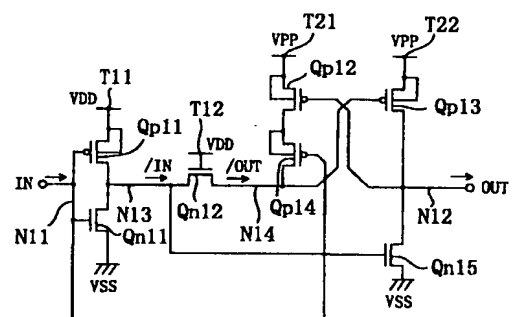 T21
T22
VPP
VPP
T11
Qp12
Qp13
VDD
T12
Qp11
VDD
IN
/IN
/OUT
Qp14
OUT
N13
N12
Qn12
N14
N11
Qn11
Qn15
VSS
VSS